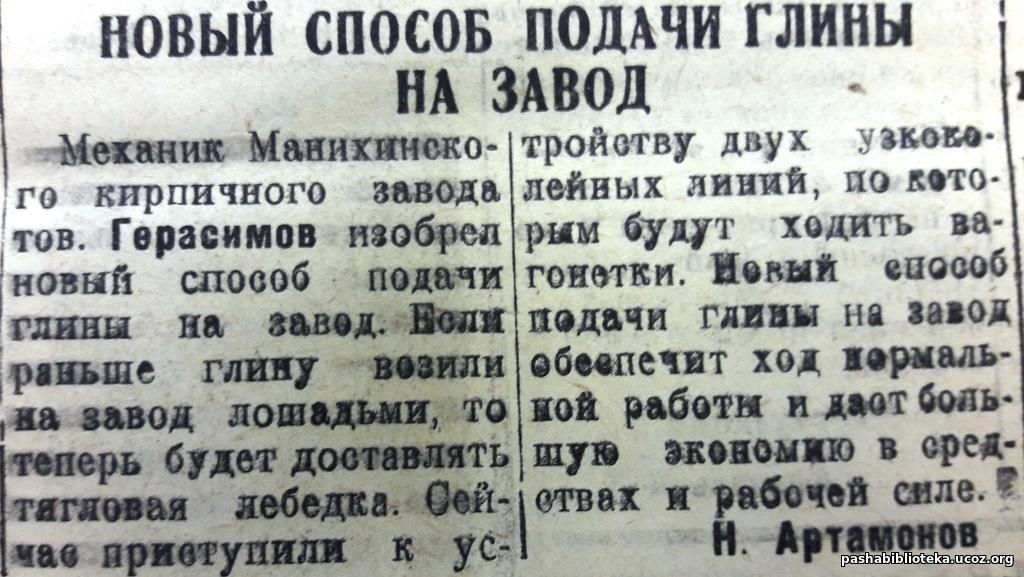 НОВЫЙ СПОСОБ ПОДАЧИ ГЛИНЫ
НА ЗАВОД
Механик Манихинско-
го кирпичного завода
тов. Герасимов изобрел
новый способ подачи
глины на завод. Если
раньше глину возили
на завод лошадьми, то
теперь будет доставлять
тягловая лебедка. Сей-
час приступили к ус-
тройству двух узкоко-
лейных линий, по кото-
рым будут ходить ва-
гонетки. Новый способ
подачи глины на завод
обеспечит ход нормаль-
ной работы и дает боль-
шую экономию в сред-
ствах и рабочей силе.
Н. Артамонов
pashabiblioteka.ucoz.org